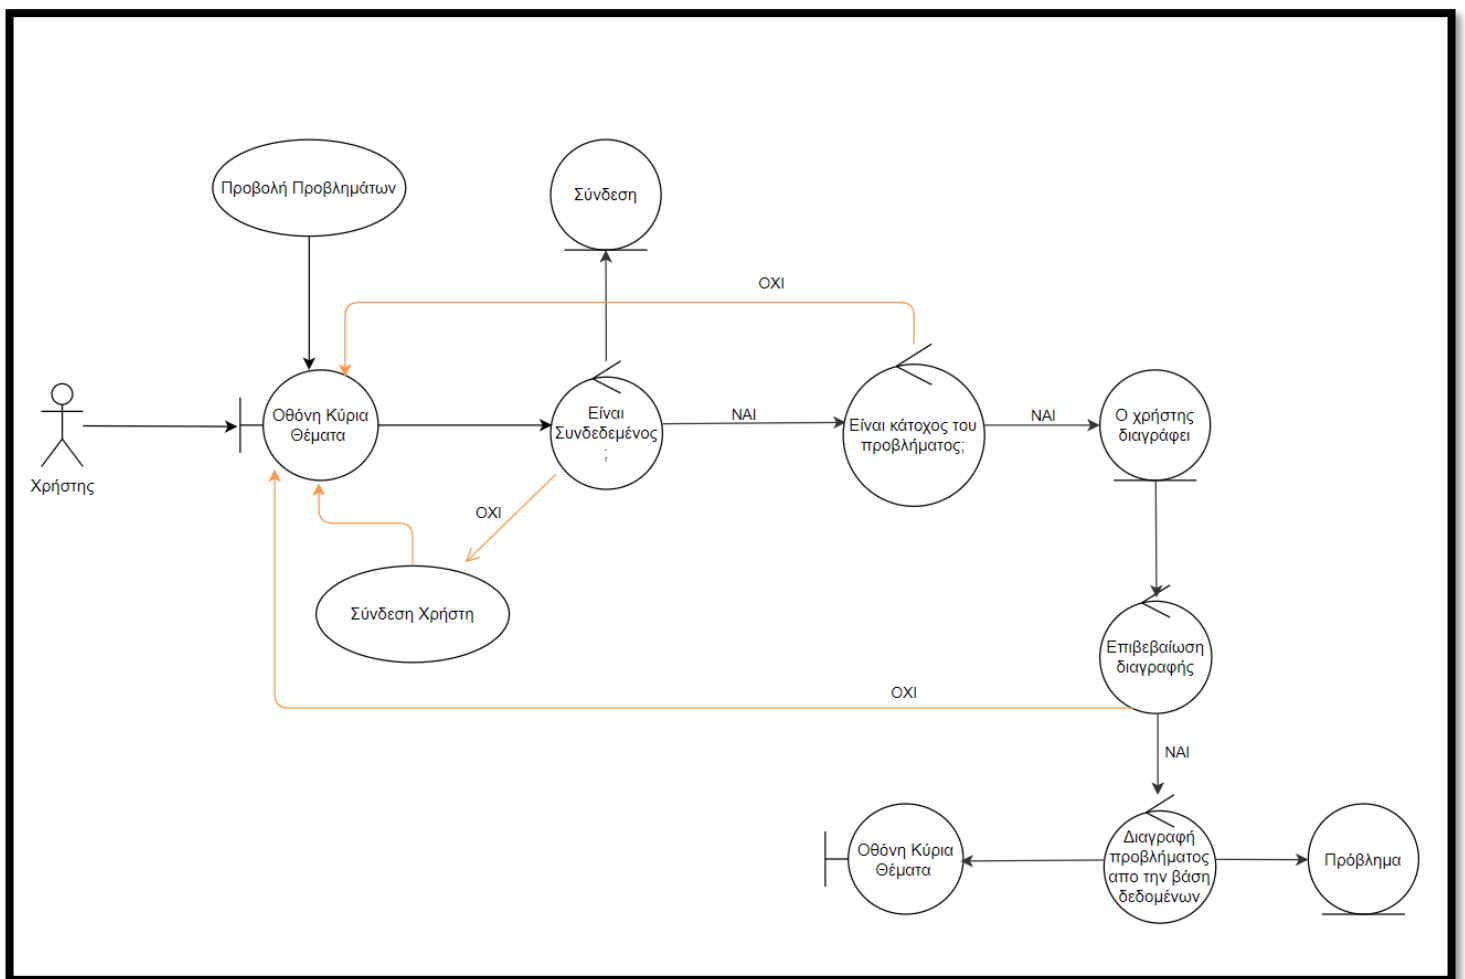 Προβολή Προβλημάτων
Σύνδεση
ΟΧΙ
Οθόνη Κύρια
Θέματα
Είναι
Συνδεδεμένος
;
ΝΑΙ
Είναι κάτοχος του
προβλήματος;
ΝΑΙ
Ο χρήστης
διαγράφει
Χρήστης
ΟΧΙ
Σύνδεση Χρήστη
Επιβεβαίωση
διαγραφής
ΟΧΙ
ΝΑΙ
Οθόνη Κύρια
Θέματα
Διαγραφή
προβλήματος
απο την βάση
δεδομένων
Πρόβλημα